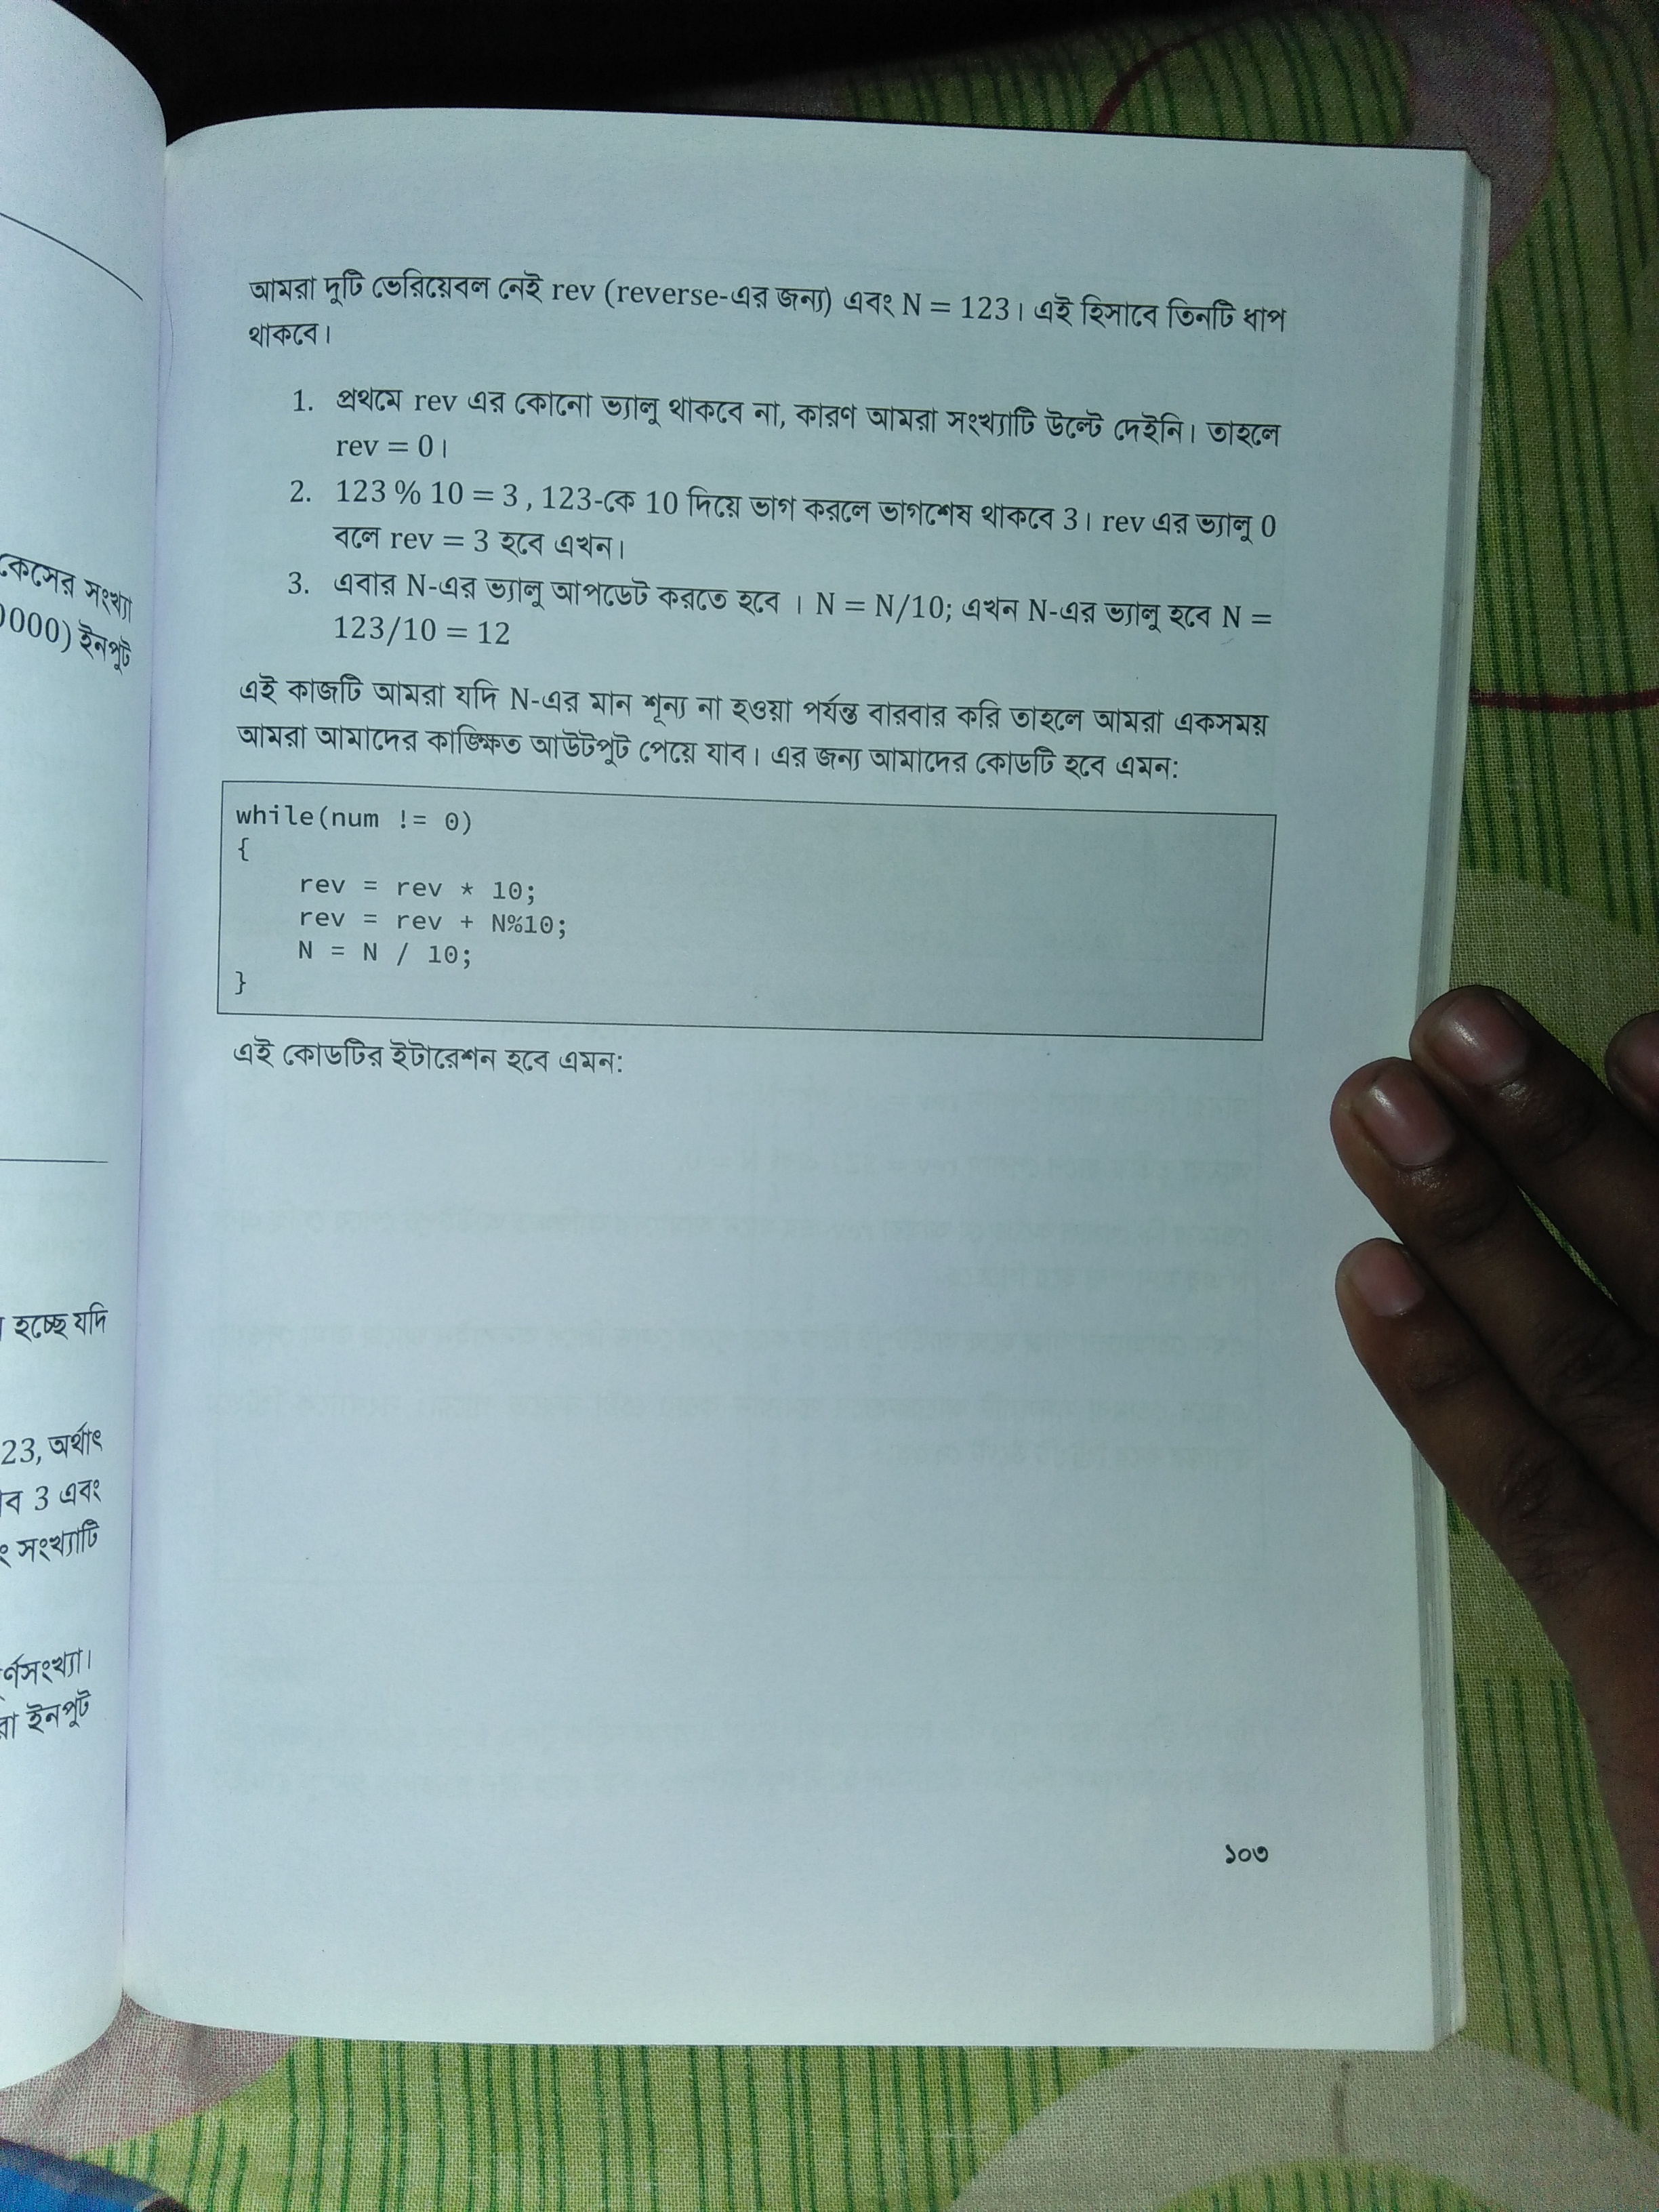 কেসের সংখ্যা
0000) ইনপুট
হচ্ছে যদি
23, অর্থাৎ
3 এবং
সংখ্যাটি
ইনপুট
আমরা দুটি ভেরিয়েবল নেই rev (reverse-এর জন্য) এবং N = 123। এই হিসাবে তিনটি ধাপ
থাকবে।
1. প্রথমে rev এর কোনো ভ্যালু থাকবে না, কারণ আমরা সংখ্যাটি উল্টে দেইনি। তাহলে
rev = 0।
2. 123 % 10 = 3 , 123-কে 10 দিয়ে ভাগ করলে ভাগশেষ থাকবে 3। rev এর ভ্যালু 0
বলে rev = 3 হবে এখন।
3. এবার N-এর ভ্যালু আপডেট করতে হবে । N = N/10; এখন N-এর ভ্যালু হবে N =
123/10 = 12
এই কাজটি আমরা যদি N-এর মান শূন্য না হওয়া পর্যন্ত বারবার করি তাহলে আমরা একসময়
আমরা আমাদের কাঙ্ক্ষিত আউটপুট পেয়ে যাব। এর জন্য আমাদের কোডটি হবে এমন:
while(num != 0)
{
rev = rev * 10;
rev = rev + N%10;
N = N / 10;
}
এই কোডটির ইটারেশন হবে এমন:
১০৩